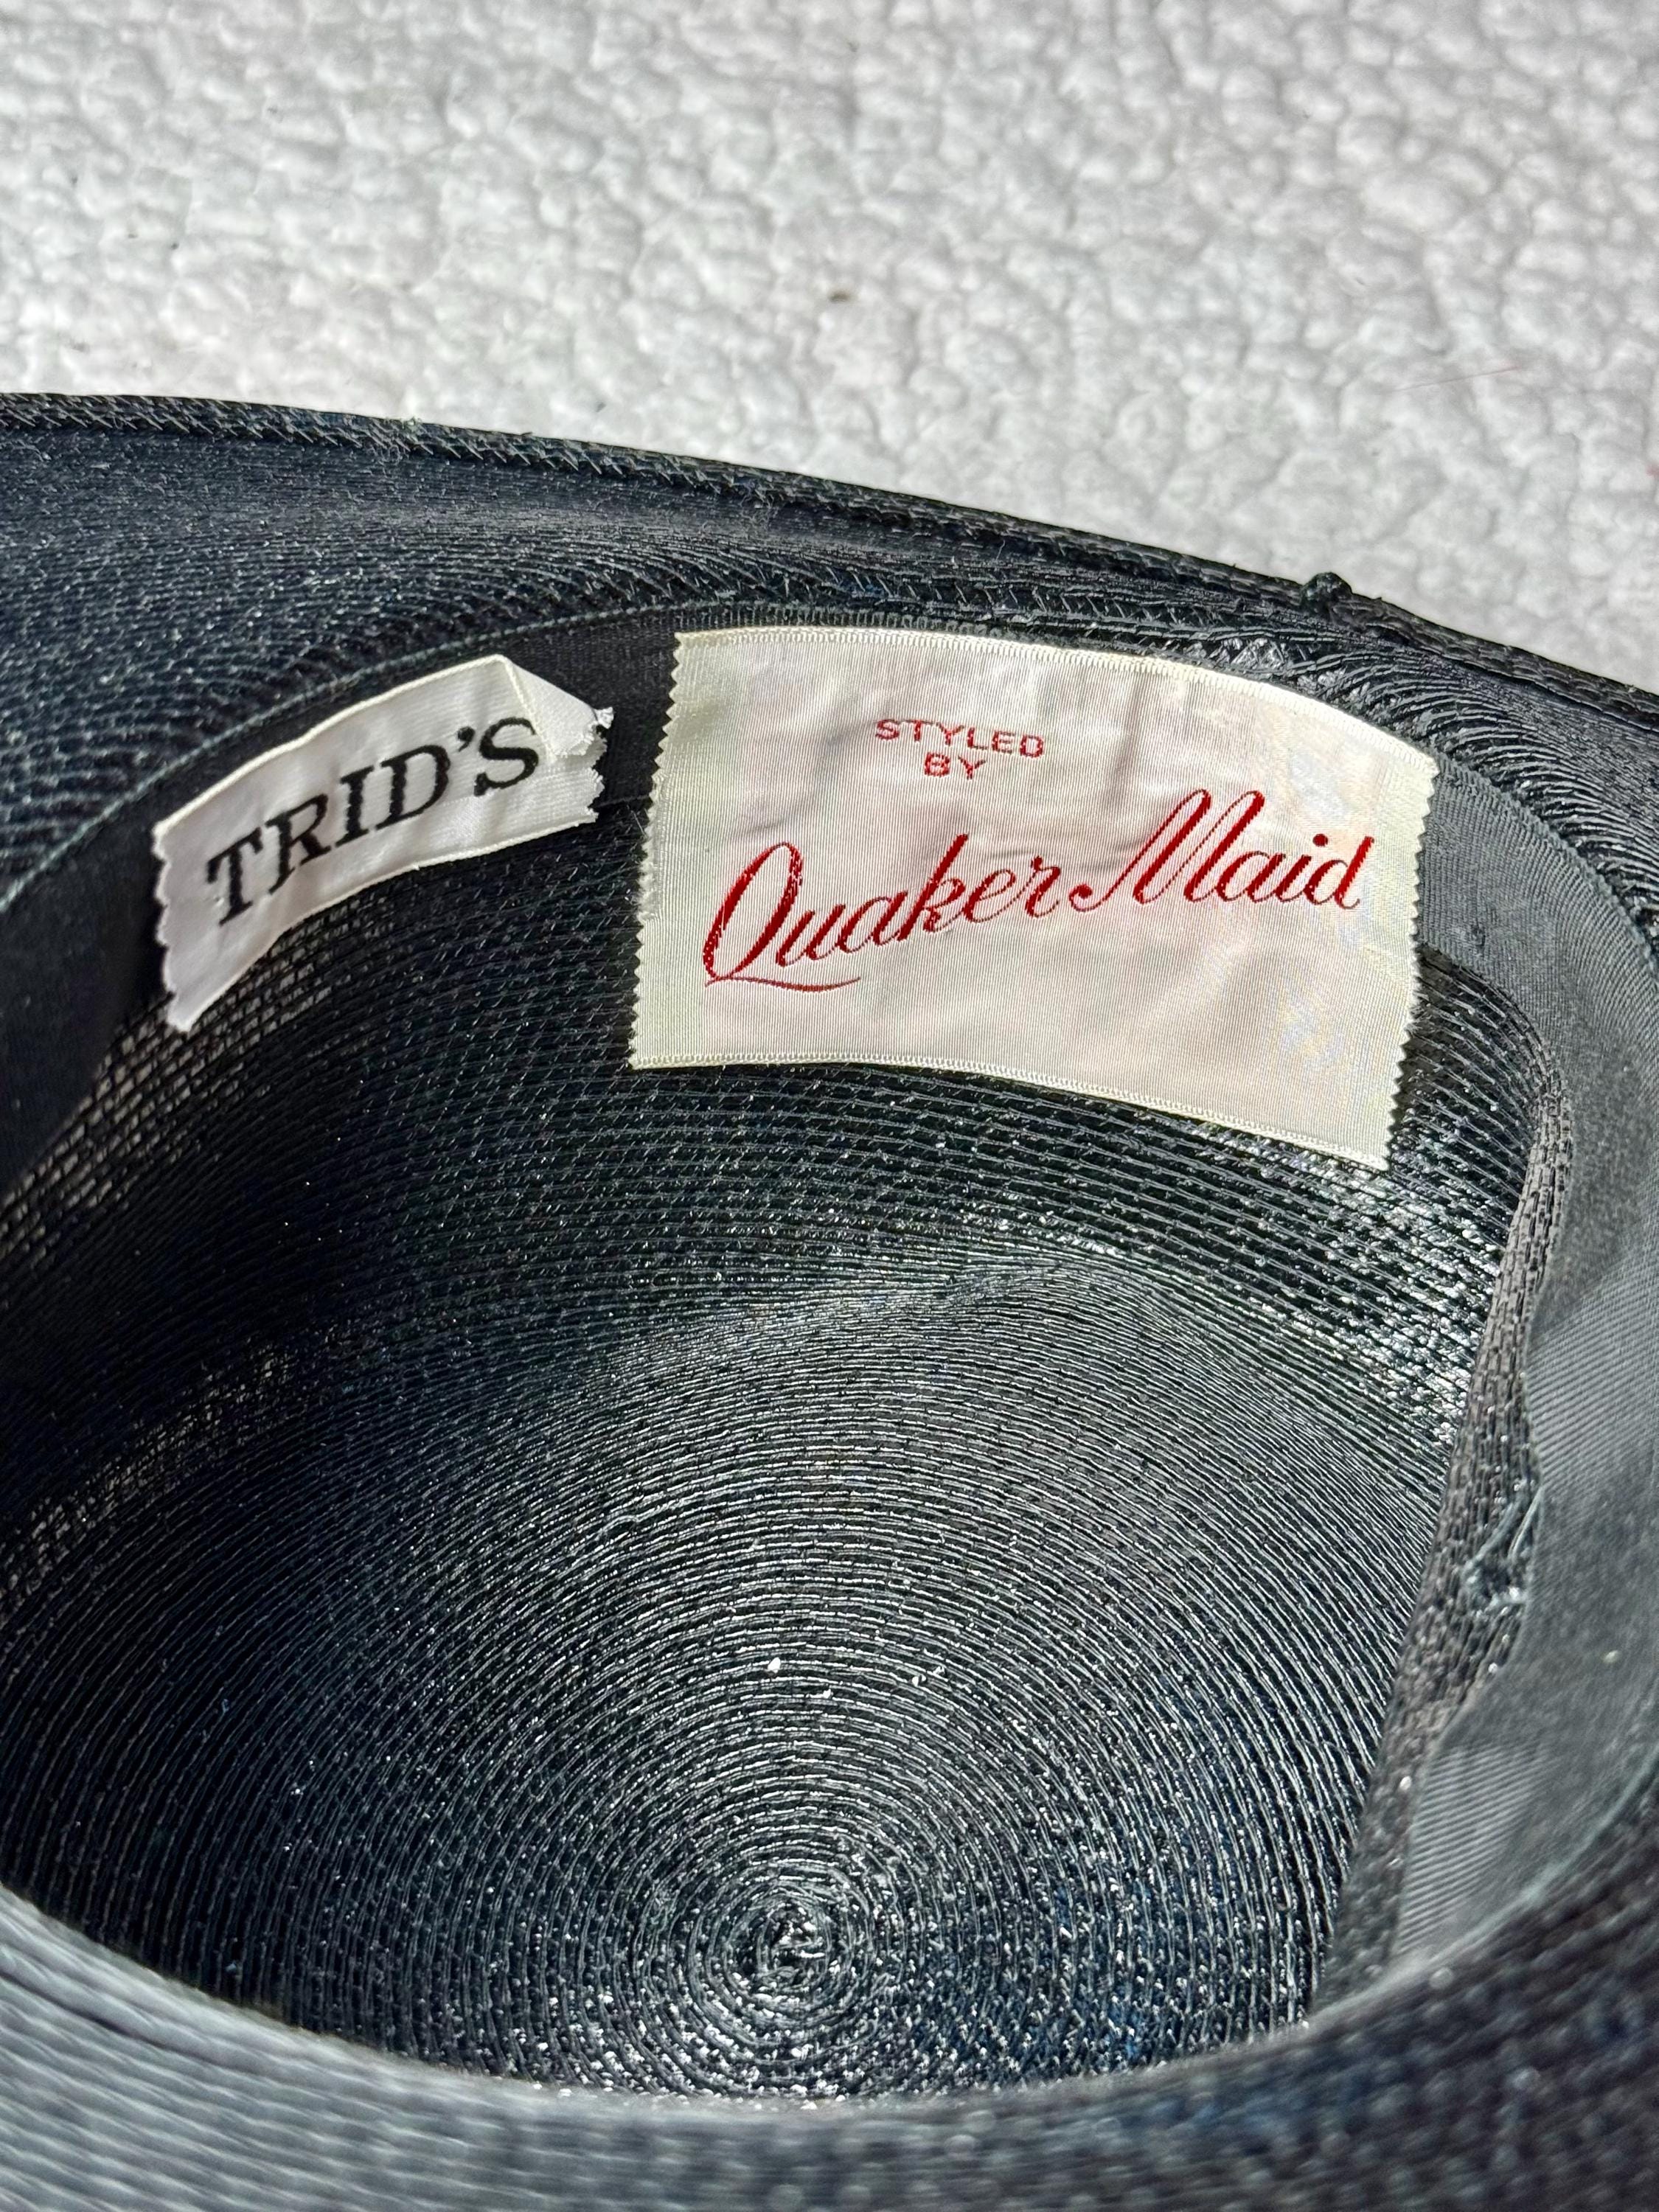 TRID'S
STYLED
BY
Quaker Maid